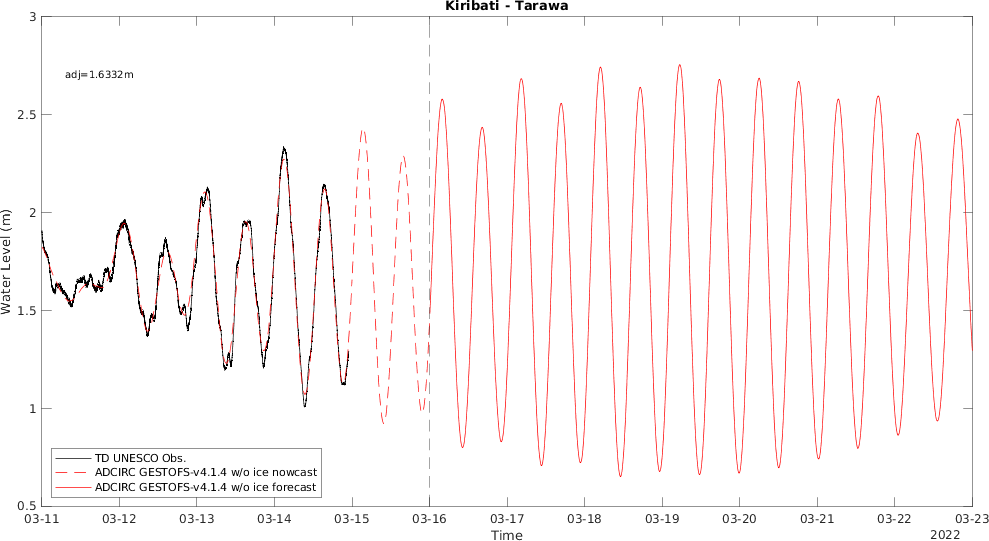 Kiribati - Tarawa
3
adj=1.6332m
2.5
2
Water Level (m)
1.5
1
TD UNESCO Obs.
ADCIRC GESTOFS-v4.1.4 w/o ice nowcast
ADCIRC GESTOFS-v4.1.4 w/o ice forecast
0.5
03-11 03-12 03-13 03-14 03-15 03-16 03-17 03-18 03-19 03-20 03-21 03-22 03-23
Time 2022